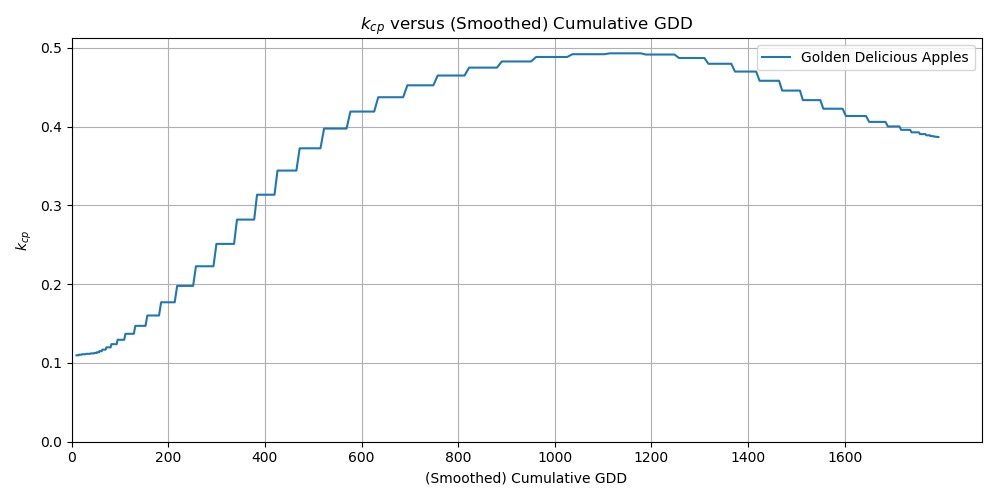 k_cp versus (Smoothed) Cumulative GDD
Golden Delicious Apples
k_cp
0.5
0.4
0.3
0.2
0.1
0.0
0 200 400 600 800 1000 1200 1400 1600
(Smoothed) Cumulative GDD